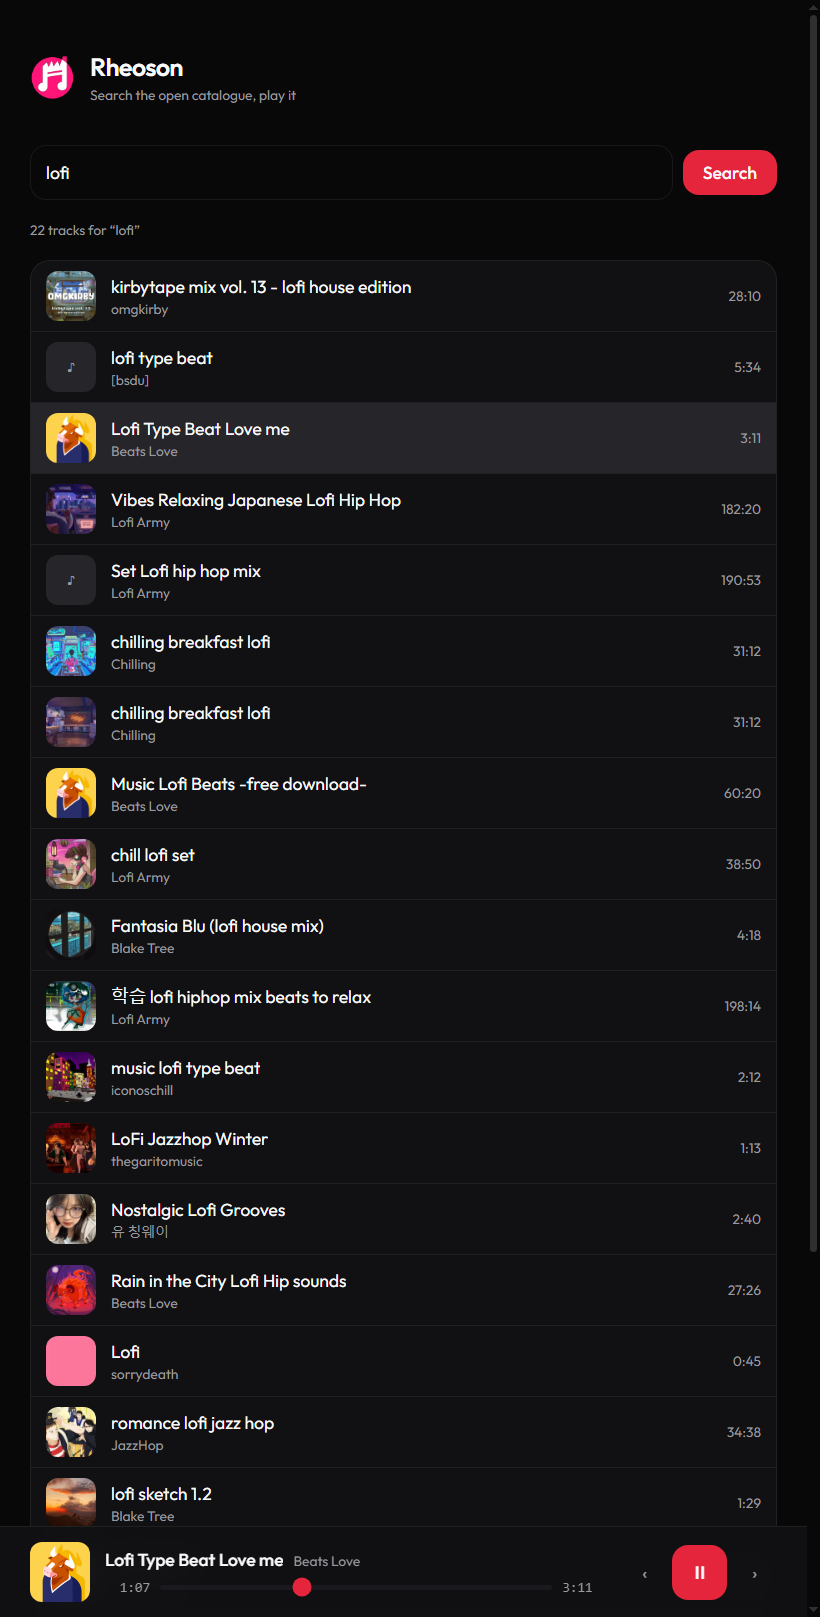 Rheoson
Search the open catalogue, play it
lofi
Search
22 tracks for “lofi”
OMGKIRBY
kirbytape mix vol. 13 - lofi house edition
omgkirby
28:10
lofi type beat
[bsdu]
5:34
Lofi Type Beat Love me
Beats Love
3:11
Vibes Relaxing Japanese Lofi Hip Hop
Lofi Army
182:20
Set Lofi hip hop mix
Lofi Army
190:53
chilling breakfast lofi
Chilling
31:12
chilling breakfast lofi
Chilling
31:12
Music Lofi Beats -free download-
Beats Love
60:20
chill lofi set
Lofi Army
38:50
Fantasia Blu (lofi house mix)
Blake Tree
4:18
학습 lofi hiphop mix beats to relax
Lofi Army
198:14
music lofi type beat
iconoschill
2:12
LoFi Jazzhop Winter
thegaritomusic
1:13
Nostalgic Lofi Grooves
유 칭웨이
2:40
Rain in the City Lofi Hip sounds
Beats Love
27:26
Lofi
sorrydeath
0:45
romance lofi jazz hop
JazzHop
34:38
lofi sketch 1.2
Blake Tree
1:29
Lofi Type Beat Love me Beats Love
1:07 3:11